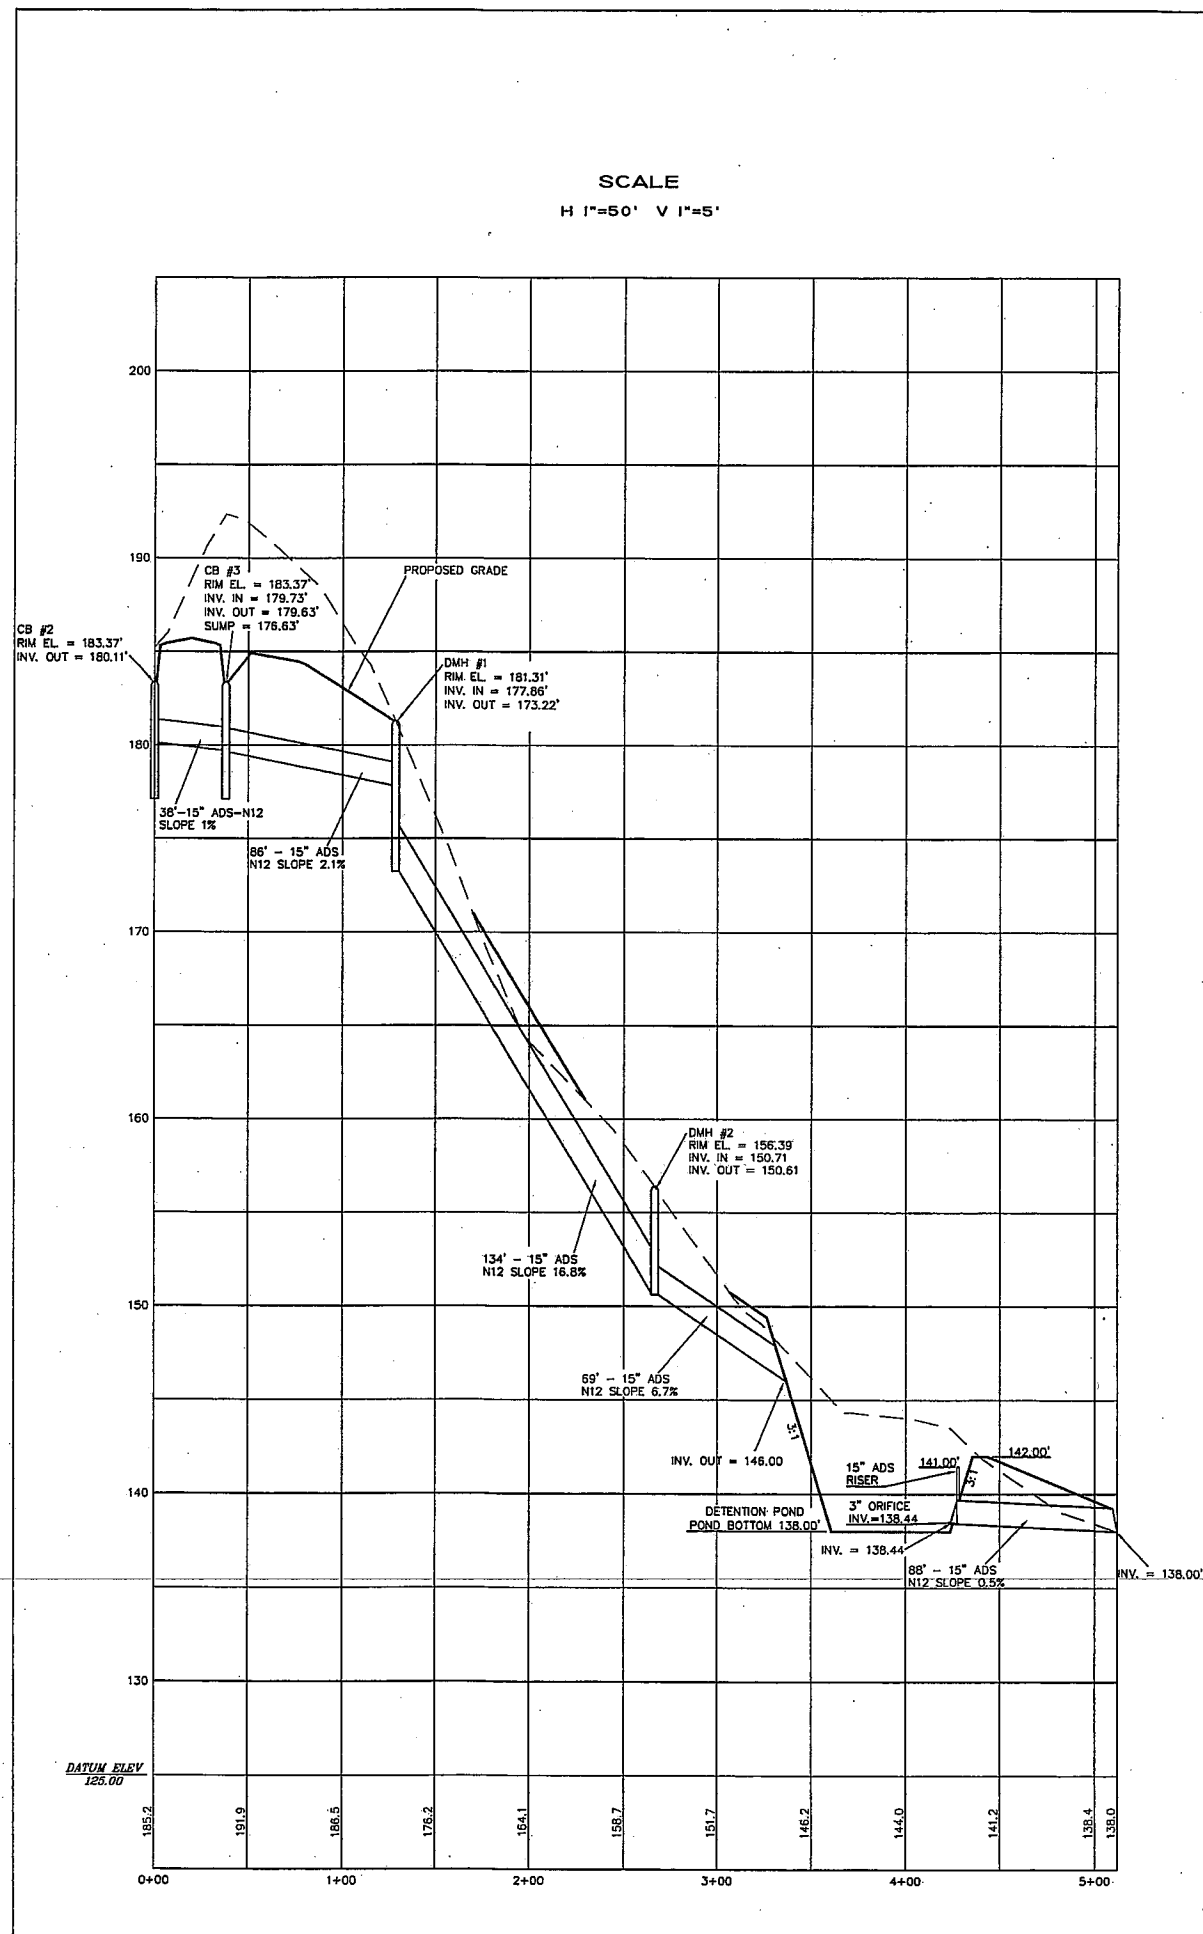 SCALE
H 1"=50' V 1"=5'
200
190
CB #3
RIM EL. = 183.37'
INV. IN = 179.73'
INV. OUT = 179.63'
SUMP = 176.63'
PROPOSED GRADE
CB #2
RIM EL. = 183.37'
INV. OUT = 180.11'
DMH #1
RIM EL. = 181.31'
INV. IN = 177.86'
INV. OUT = 173.22'
180
38'-15" ADS-N12
SLOPE 1%
86' - 15" ADS
N12 SLOPE 2.1%
170
160
DMH #2
RIM EL. = 156.39
INV. IN = 150.71
INV. OUT = 150.61
134' - 15" ADS
N12 SLOPE 16.8%
150
69' - 15" ADS
N12 SLOPE 6.7%
3:1
INV. OUT = 146.00
15" ADS
RISER
141.00'
142.00'
3:1
140
3" ORIFICE
INV.=138.44
DETENTION POND
POND BOTTOM 138.00'
INV. = 138.44
88' - 15" ADS
N12 SLOPE 0.5%
INV. = 138.00'
130
DATUM ELEV
125.00
185.2
191.9
186.5
176.2
164.1
158.7
151.7
146.2
144.0
141.2
138.4
138.0
0+00
1+00
2+00
3+00
4+00
5+00